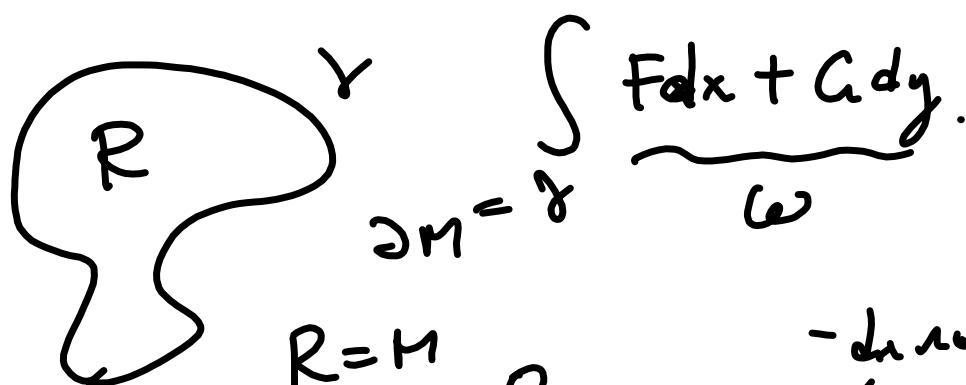 R
γ
∫ Fdx + Gdy.
∂M = γ
ω
R = M